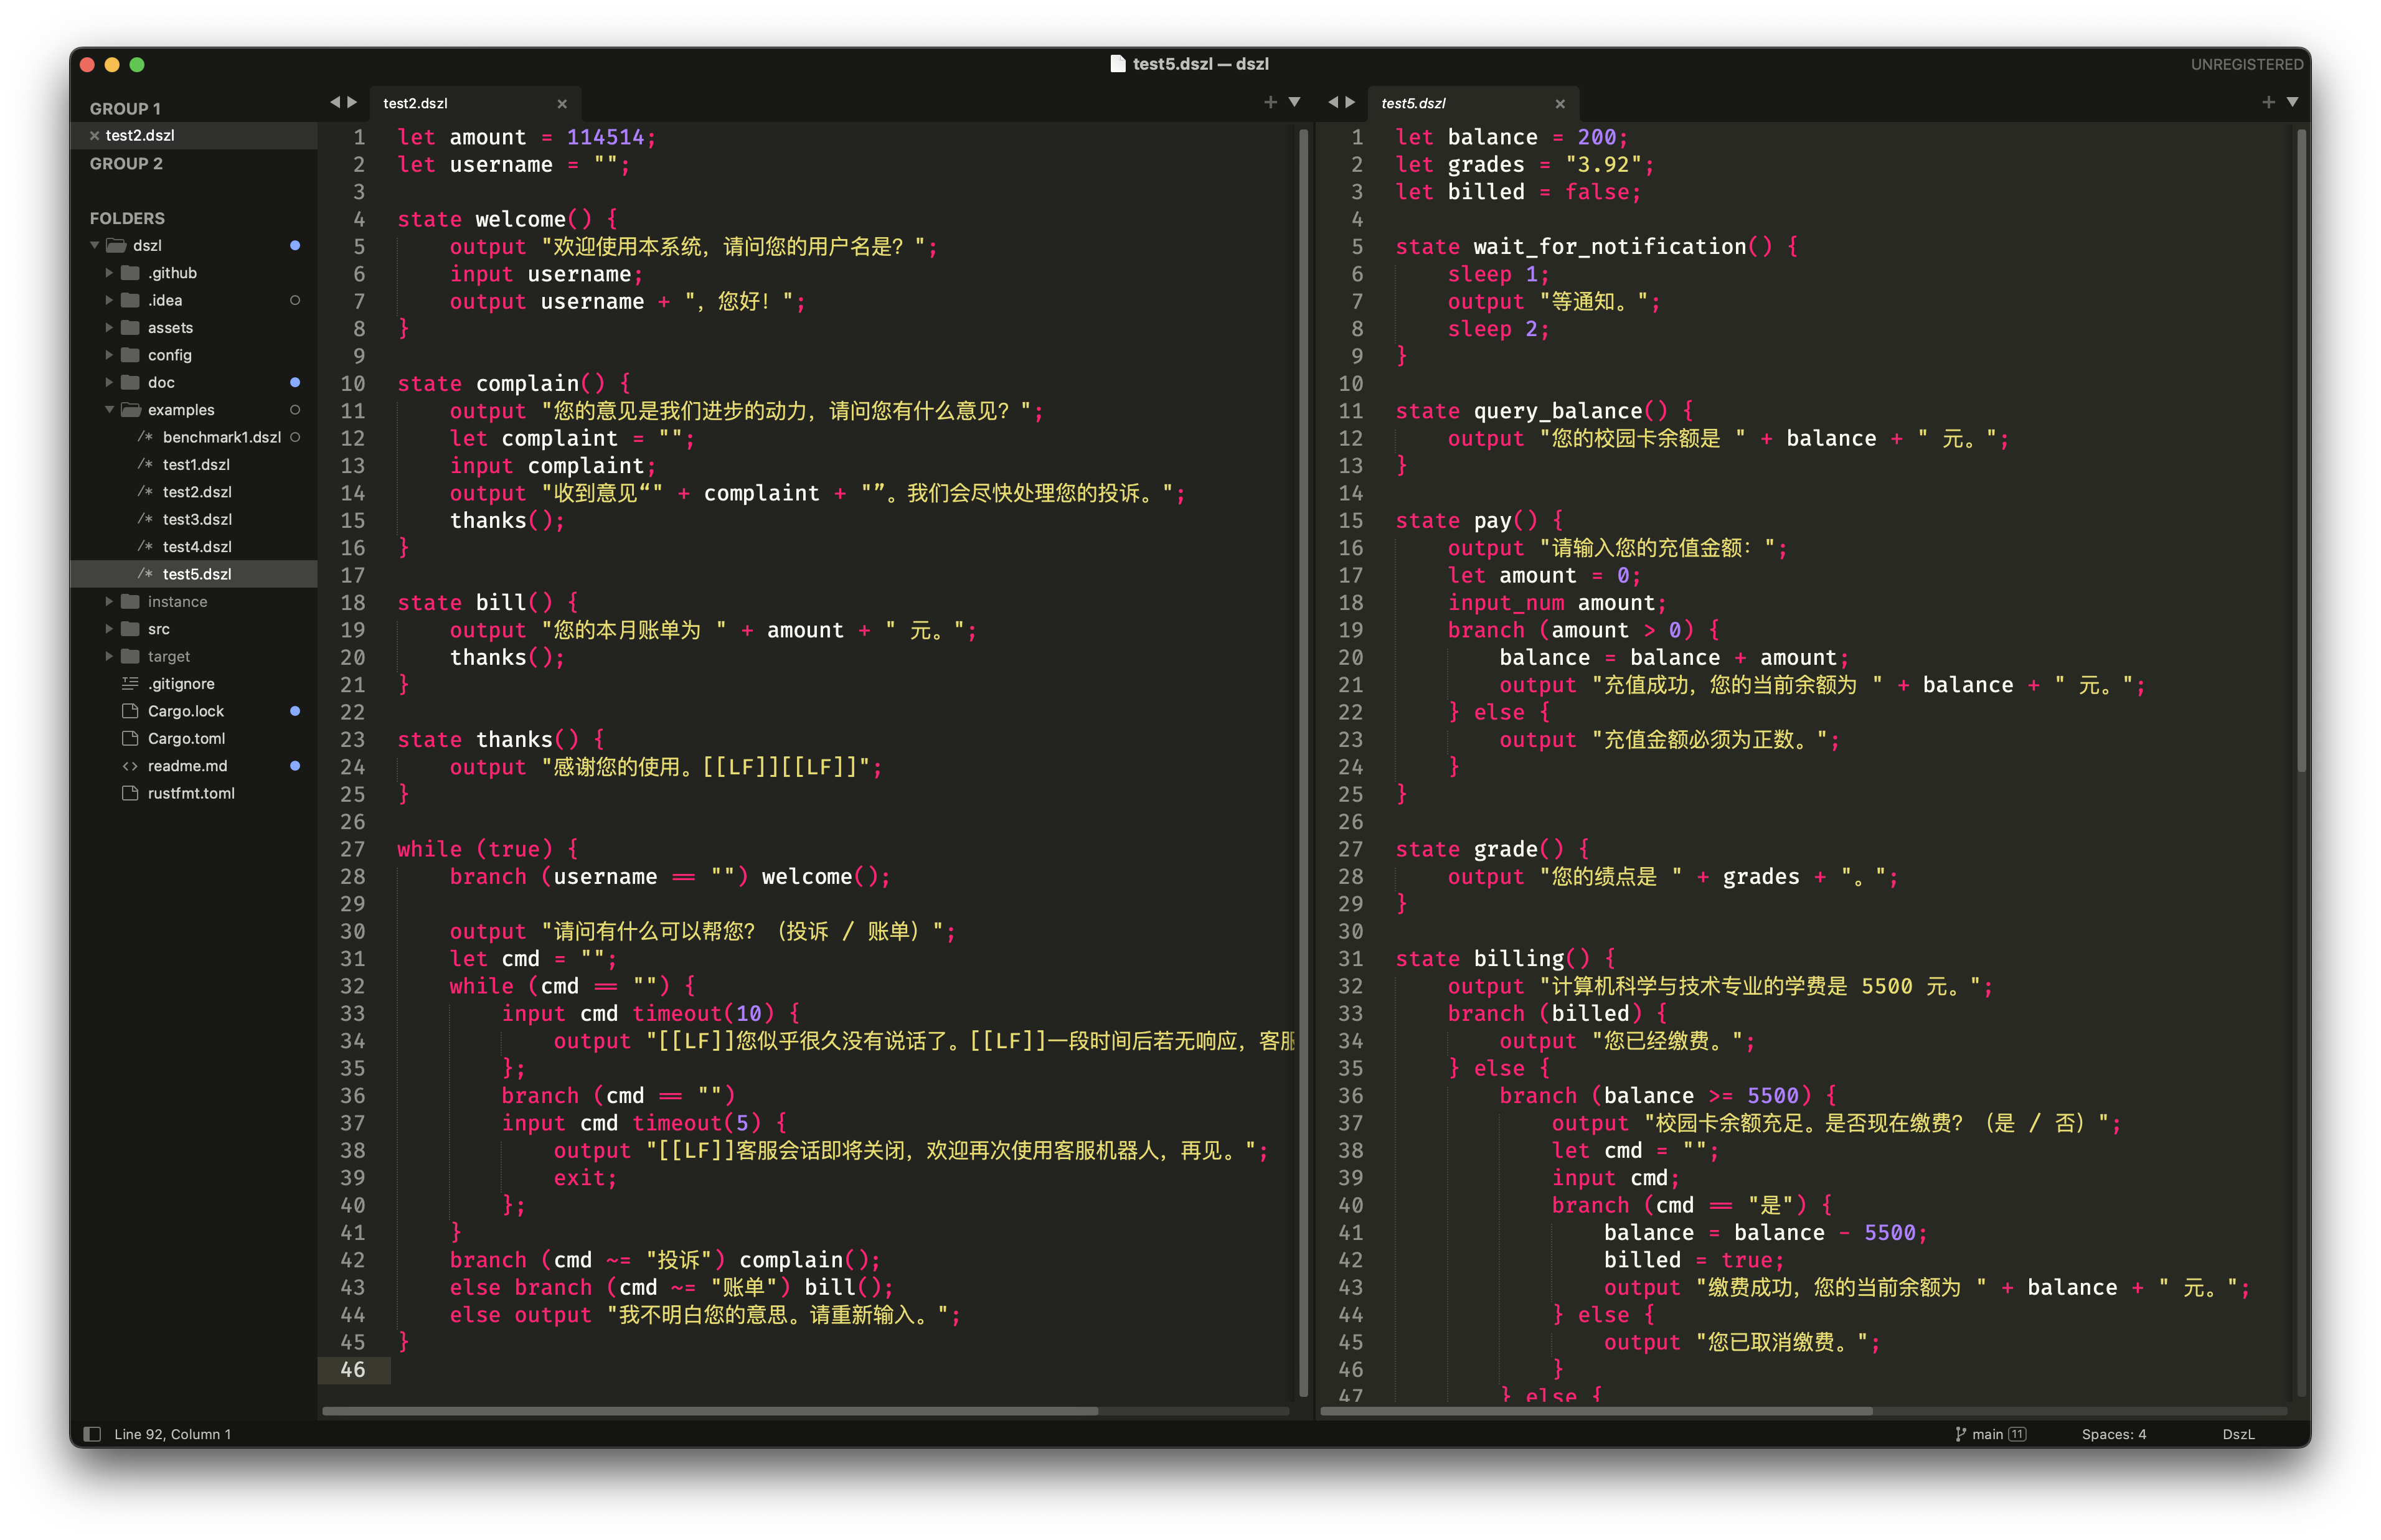 test5.dszl — dszl
UNREGISTERED
GROUP 1
test2.dszl
GROUP 2
FOLDERS
dszl
.github
.idea
assets
config
doc
examples
/* benchmark1.dszl
/* test1.dszl
/* test2.dszl
/* test3.dszl
/* test4.dszl
/* test5.dszl
instance
src
target
.gitignore
Cargo.lock
Cargo.toml
<> readme.md
rustfmt.toml
test2.dszl
1 let amount = 114514;
2 let username = "";
3
4 state welcome() {
5 output "欢迎使用本系统，请问您的用户名是？";
6 input username;
7 output username + "，您好！";
8 }
9
10 state complain() {
11 output "您的意见是我们进步的动力，请问您有什么意见？";
12 let complaint = "";
13 input complaint;
14 output "收到意见“" + complaint + "”。我们会尽快处理您的投诉。";
15 thanks();
16 }
17
18 state bill() {
19 output "您的本月账单为 " + amount + " 元。";
20 thanks();
21 }
22
23 state thanks() {
24 output "感谢您的使用。[[LF]][[LF]]";
25 }
26
27 while (true) {
28 branch (username == "") welcome();
29
30 output "请问有什么可以帮您？（投诉 / 账单）";
31 let cmd = "";
32 while (cmd == "") {
33 input cmd timeout(10) {
34 output "[[LF]]您似乎很久没有说话了。[[LF]]一段时间后若无响应，客服
35 };
36 branch (cmd == "")
37 input cmd timeout(5) {
38 output "[[LF]]客服会话即将关闭，欢迎再次使用客服机器人，再见。";
39 exit;
40 };
41 }
42 branch (cmd ~= "投诉") complain();
43 else branch (cmd ~= "账单") bill();
44 else output "我不明白您的意思。请重新输入。";
45 }
46
test5.dszl
1 let balance = 200;
2 let grades = "3.92";
3 let billed = false;
4
5 state wait_for_notification() {
6 sleep 1;
7 output "等通知。";
8 sleep 2;
9 }
10
11 state query_balance() {
12 output "您的校园卡余额是 " + balance + " 元。";
13 }
14
15 state pay() {
16 output "请输入您的充值金额：";
17 let amount = 0;
18 input_num amount;
19 branch (amount > 0) {
20 balance = balance + amount;
21 output "充值成功，您的当前余额为 " + balance + " 元。";
22 } else {
23 output "充值金额必须为正数。";
24 }
25 }
26
27 state grade() {
28 output "您的绩点是 " + grades + "。";
29 }
30
31 state billing() {
32 output "计算机科学与技术专业的学费是 5500 元。";
33 branch (billed) {
34 output "您已经缴费。";
35 } else {
36 branch (balance >= 5500) {
37 output "校园卡余额充足。是否现在缴费？（是 / 否）";
38 let cmd = "";
39 input cmd;
40 branch (cmd == "是") {
41 balance = balance - 5500;
42 billed = true;
43 output "缴费成功，您的当前余额为 " + balance + " 元。";
44 } else {
45 output "您已取消缴费。";
46 }
47 } else {
Line 92, Column 1
main 11
Spaces: 4
DszL